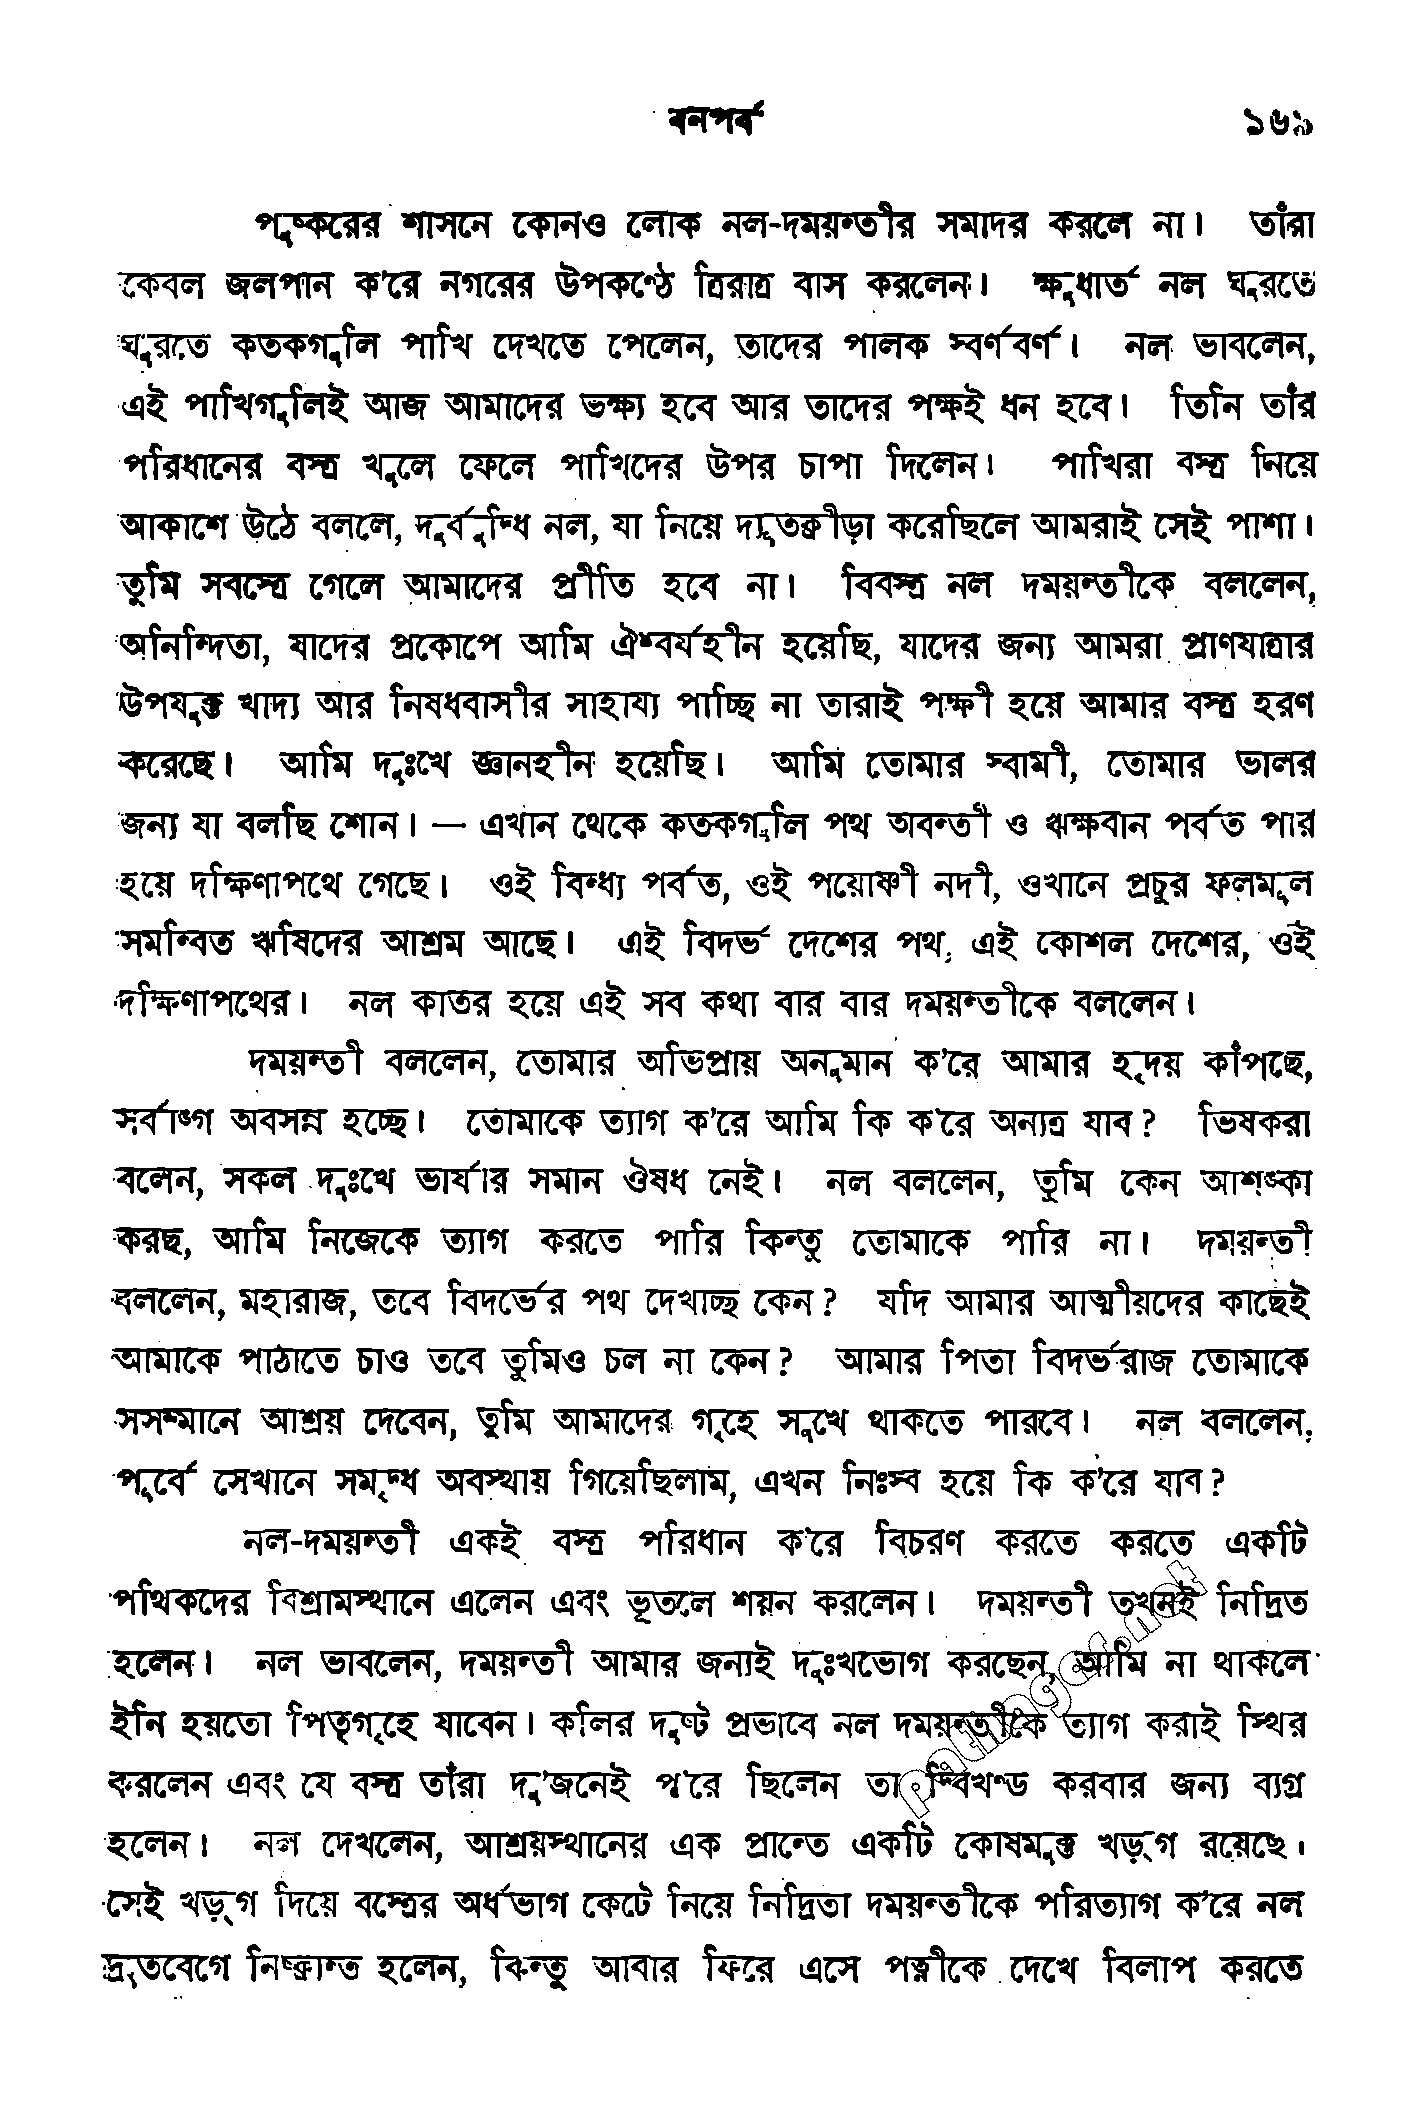 বনপর্ব ১৬৯
পুষ্করের শাসনে কোনও লোক নল-দময়ন্তীর সমাদর করলে না। তাঁরা
কেবল জলপান ক'রে নগরের উপকণ্ঠে ত্রিরাত্র বাস করলেন। ক্ষুধার্ত নল ঘুরতে
ঘুরতে কতকগুলি পাখি দেখতে পেলেন, তাদের পালক স্বর্ণবর্ণ। নল ভাবলেন,
এই পাখিগুলিই আজ আমাদের ভক্ষ্য হবে আর তাদের পক্ষই ধন হবে। তিনি তাঁর
পরিধানের বস্ত্র খুলে ফেলে পাখিদের উপর চাপা দিলেন। পাখিরা বস্ত্র নিয়ে
আকাশে উঠে বললে, দুর্বুদ্ধি নল, যা নিয়ে দ্যূতক্রীড়া করেছিলে আমরাই সেই পাশা।
তুমি সবস্ত্রে গেলে আমাদের প্রীতি হবে না। বিবস্ত্র নল দময়ন্তীকে বললেন,
অনিন্দিতা, যাদের প্রকোপে আমি ঐশ্বর্যহীন হয়েছি, যাদের জন্য আমরা প্রাণযাত্রার
উপযুক্ত খাদ্য আর নিষধবাসীর সাহায্য পাচ্ছি না তারাই পক্ষী হয়ে আমার বস্ত্র হরণ
করেছে। আমি দুঃখে জ্ঞানহীন হয়েছি। আমি তোমার স্বামী, তোমার ভালর
জন্য যা বলছি শোন। — এখান থেকে কতকগুলি পথ অবন্তী ও ঋক্ষবান পর্বত পার
হয়ে দক্ষিণাপথে গেছে। ওই বিন্ধ্য পর্বত, ওই পয়োষ্ণী নদী, ওখানে প্রচুর ফলমূল
সমন্বিত ঋষিদের আশ্রম আছে। এই বিদর্ভ দেশের পথ, এই কোশল দেশের, ওই
দক্ষিণাপথের। নল কাতর হয়ে এই সব কথা বার বার দময়ন্তীকে বললেন।
দময়ন্তী বললেন, তোমার অভিপ্রায় অনুমান ক'রে আমার হৃদয় কাঁপছে,
সর্বাঙ্গ অবসন্ন হচ্ছে। তোমাকে ত্যাগ ক'রে আমি কি ক'রে অন্যত্র যাব? ভিষকরা
বলেন, সকল দুঃখে ভার্যার সমান ঔষধ নেই। নল বললেন, তুমি কেন আশঙ্কা
করছ, আমি নিজেকে ত্যাগ করতে পারি কিন্তু তোমাকে পারি না। দময়ন্তী
বললেন, মহারাজ, তবে বিদর্ভের পথ দেখাচ্ছ কেন? যদি আমার আত্মীয়দের কাছেই
আমাকে পাঠাতে চাও তবে তুমিও চল না কেন? আমার পিতা বিদর্ভরাজ তোমাকে
সসম্মানে আশ্রয় দেবেন, তুমি আমাদের গৃহে সুখে থাকতে পারবে। নল বললেন,
পূর্বে সেখানে সমৃদ্ধ অবস্থায় গিয়েছিলাম, এখন নিঃস্ব হয়ে কি ক'রে যাব?
নল-দময়ন্তী একই বস্ত্র পরিধান ক'রে বিচরণ করতে করতে একটি
পথিকদের বিশ্রামস্থানে এলেন এবং ভূতলে শয়ন করলেন। দময়ন্তী তখনই নিদ্রিত
হলেন। নল ভাবলেন, দময়ন্তী আমার জন্যই দুঃখভোগ করছেন, আমি না থাকলে
ইনি হয়তো পিতৃগৃহে যাবেন। কলির দুষ্ট প্রভাবে নল দময়ন্তীকে ত্যাগ করাই স্থির
করলেন এবং যে বস্ত্র তাঁরা দু'জনেই প'রে ছিলেন তা দ্বিখণ্ড করবার জন্য ব্যগ্র
হলেন। নল দেখলেন, আশ্রয়স্থানের এক প্রান্তে একটি কোষমুক্ত খড়্গ রয়েছে।
সেই খড়্গ দিয়ে বস্ত্রের অর্ধভাগ কেটে নিয়ে নিদ্রিতা দময়ন্তীকে পরিত্যাগ ক'রে নল
দ্রুতবেগে নিষ্ক্রান্ত হলেন, কিন্তু আবার ফিরে এসে পত্নীকে দেখে বিলাপ করতে